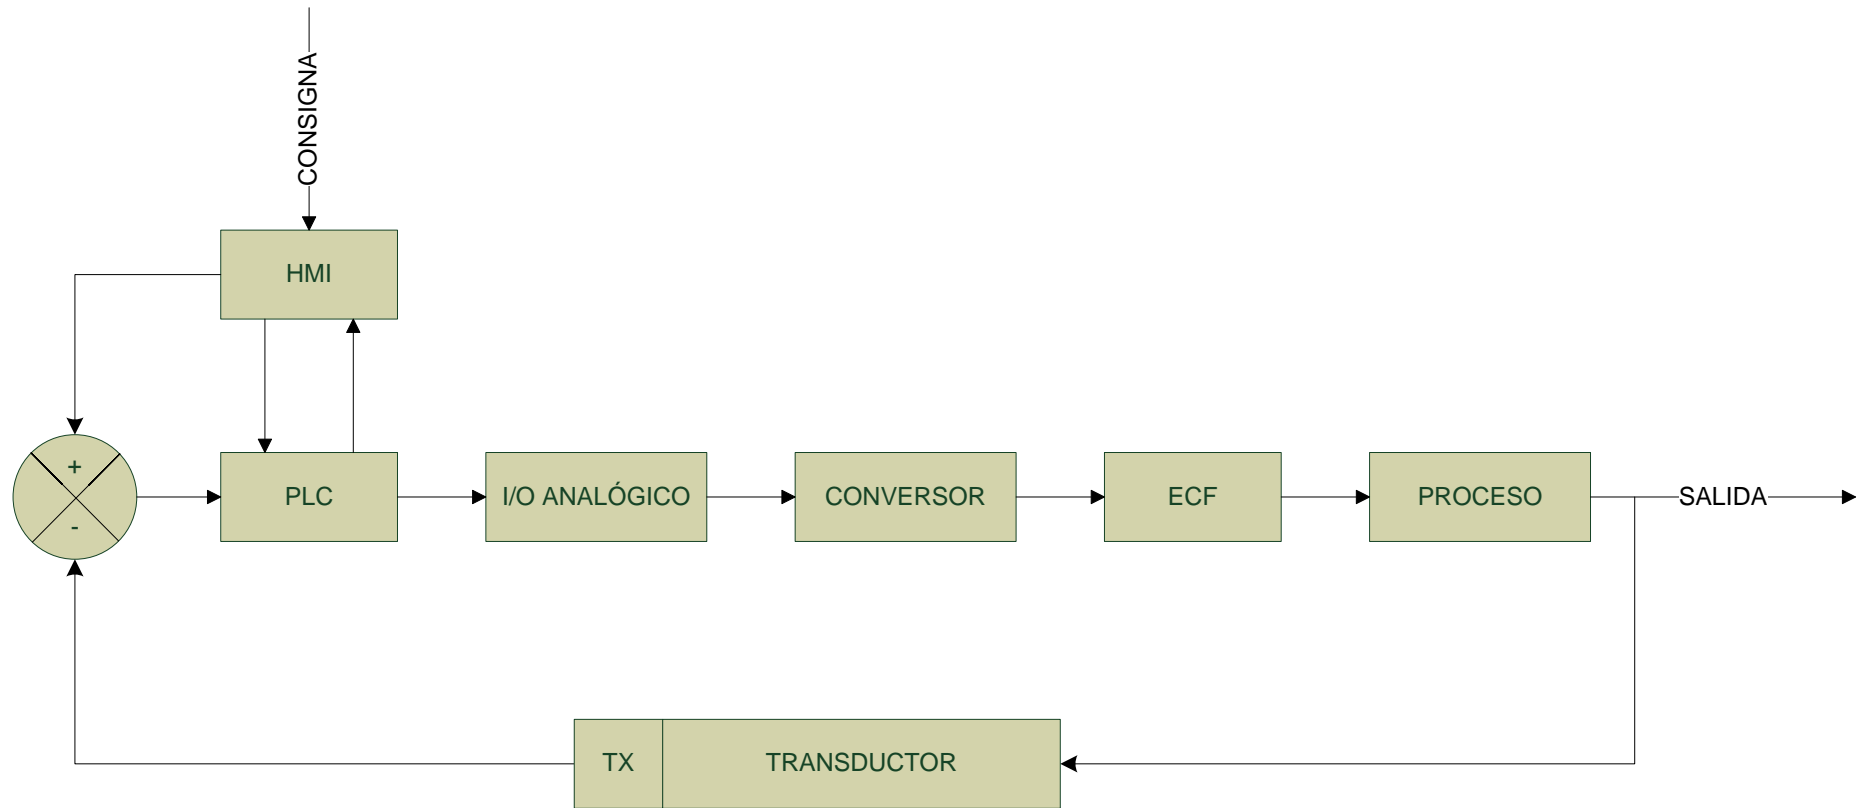 CONSIGNA
HMI
+
-
PLC
I/O ANALÓGICO
CONVERSOR
ECF
PROCESO
SALIDA
TX
TRANSDUCTOR